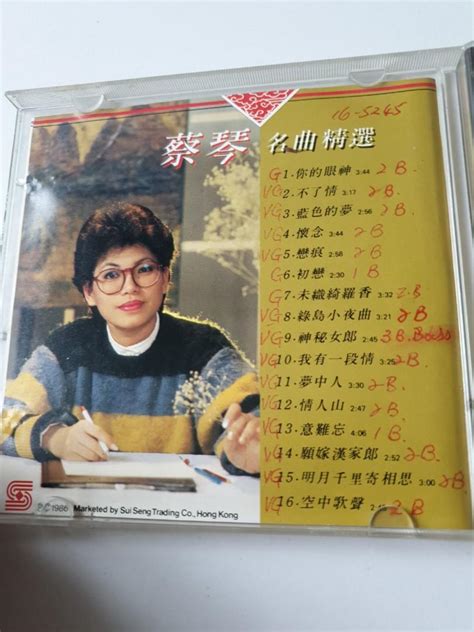 16-5245
蔡琴 名曲精選
G 1.你的眼神 3:44 2B.
VG 2.不了情 3:17 2B
VG 3.藍色的夢 2:56 2B.
VG 4.懷念 3:44 2B
VG 5.戀痕 2:58 2B
G 6.初戀 2:30 1B
G 7.未織綺羅香 3:32 2.B
VG 8.綠島小夜曲 3:21 2B
VG 9.神秘女郎 2:45 3B.
VG 10.我有一段情 3:25 2B
VG 11.夢中人 3:30 2B
VG 12.情人山 2:47 2B
VG 13.意難忘 4:06 1B.
VG 14.願嫁漢家郎 2:52 2B
VG 15.明月千里寄相思 3:00 2B
VG 16.空中歌聲 2:B
P.C 1986 Marketed by Sui Seng Trading Co., Hong Kong